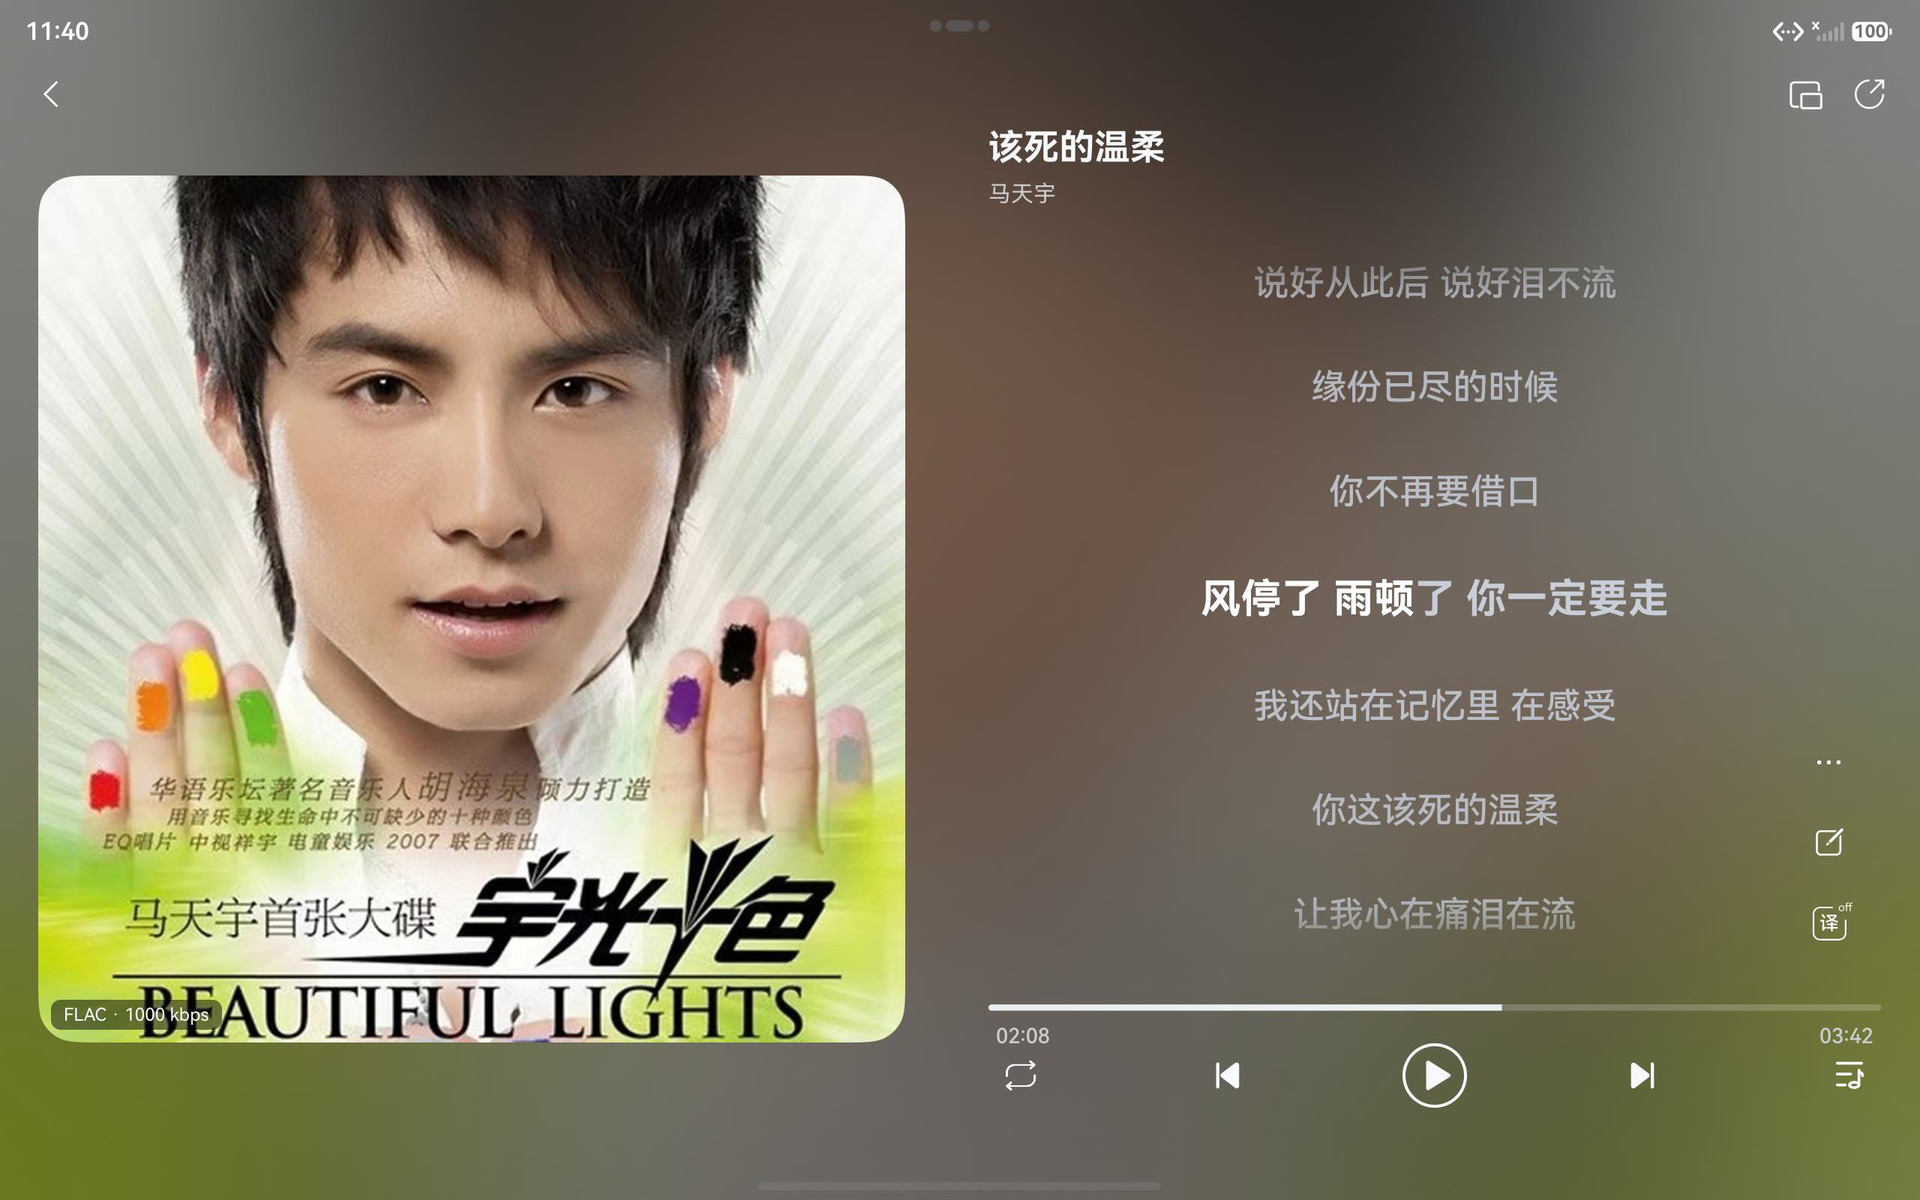 11:40
100
该死的温柔
马天宇
说好从此后 说好泪不流
缘份已尽的时候
你不再要借口
风停了 雨顿了 你一定要走
我还站在记忆里 在感受
你这该死的温柔
让我心在痛泪在流
华语乐坛著名音乐人胡海泉倾力打造
用音乐寻找生命中不可缺少的十种颜色
EQ唱片 中视祥宇 电童娱乐 2007 联合推出
马天宇首张大碟 宇光十色
BEAUTIFUL LIGHTS
FLAC · 1000 kbps
译 off
02:08
03:42